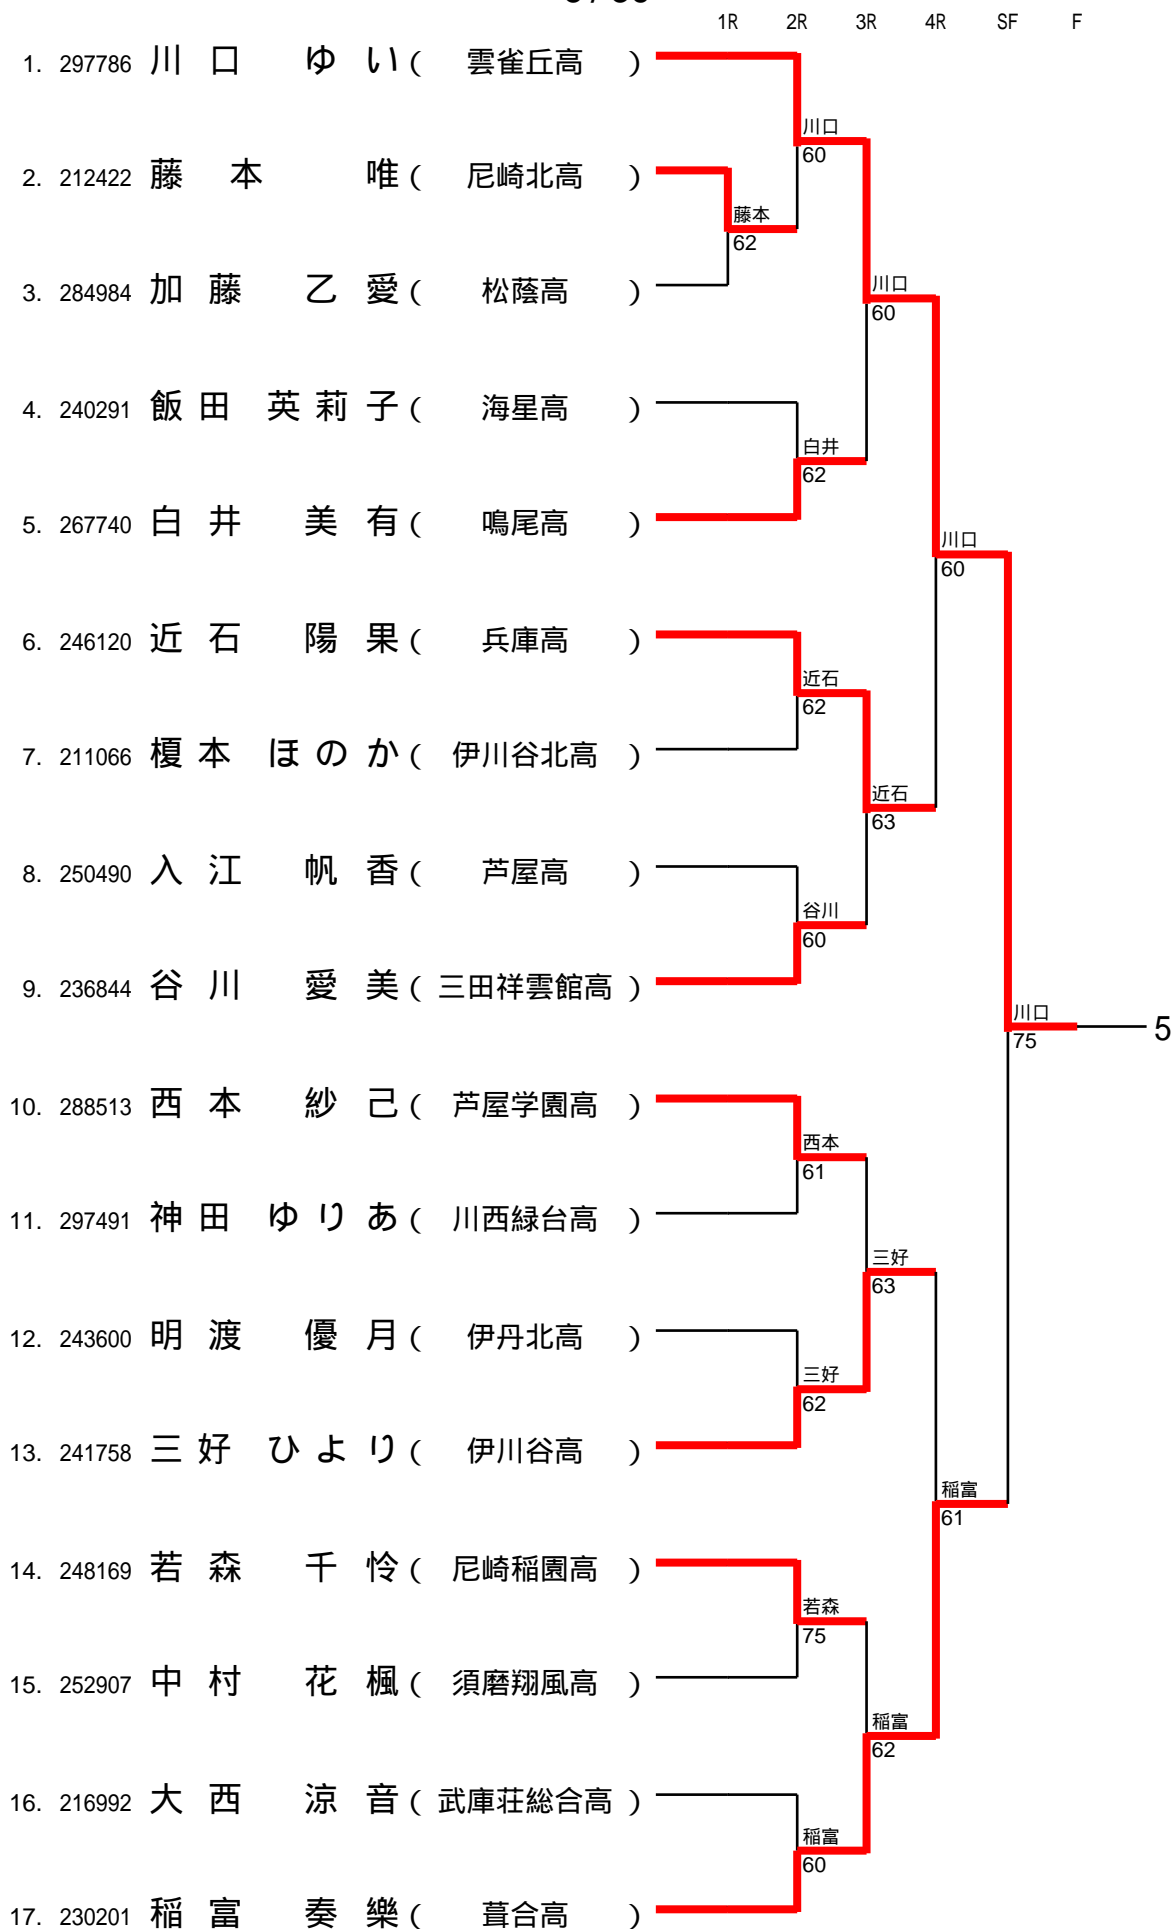 1R 2R 3R 4R SF F
1. 297786 川口 ゆい ( 雲雀丘高 )
川口
60
2. 212422 藤本 唯 ( 尼崎北高 )
藤本
62
3. 284984 加藤 乙愛 ( 松蔭高 )
川口
60
4. 240291 飯田 英莉子 ( 海星高 )
白井
62
5. 267740 白井 美有 ( 鳴尾高 )
川口
60
6. 246120 近石 陽果 ( 兵庫高 )
近石
62
7. 211066 榎本 ほのか ( 伊川谷北高 )
近石
63
8. 250490 入江 帆香 ( 芦屋高 )
谷川
60
9. 236844 谷川 愛美 ( 三田祥雲館高 )
川口
75
5
10. 288513 西本 紗己 ( 芦屋学園高 )
西本
61
11. 297491 神田 ゆりあ ( 川西緑台高 )
三好
63
12. 243600 明渡 優月 ( 伊丹北高 )
三好
62
13. 241758 三好 ひより ( 伊川谷高 )
稲富
61
14. 248169 若森 千怜 ( 尼崎稲園高 )
若森
75
15. 252907 中村 花楓 ( 須磨翔風高 )
稲富
62
16. 216992 大西 涼音 ( 武庫荘総合高 )
稲富
60
17. 230201 稲富 奏樂 ( 葺合高 )